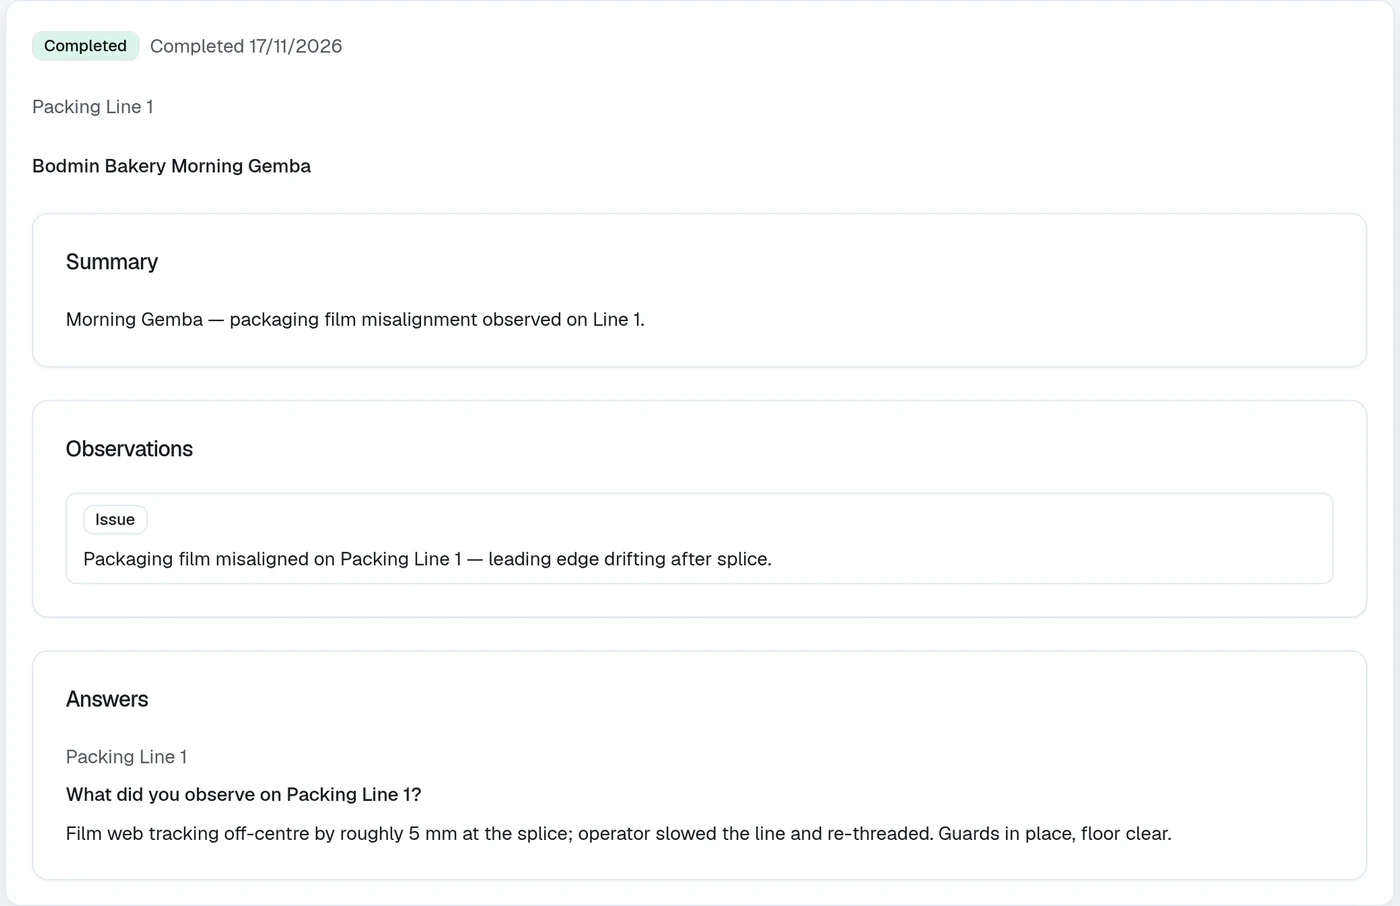 Completed Completed 17/11/2026
Packing Line 1
Bodmin Bakery Morning Gemba
Summary
Morning Gemba — packaging film misalignment observed on Line 1.
Observations
Issue
Packaging film misaligned on Packing Line 1 — leading edge drifting after splice.
Answers
Packing Line 1
What did you observe on Packing Line 1?
Film web tracking off-centre by roughly 5 mm at the splice; operator slowed the line and re-threaded. Guards in place, floor clear.